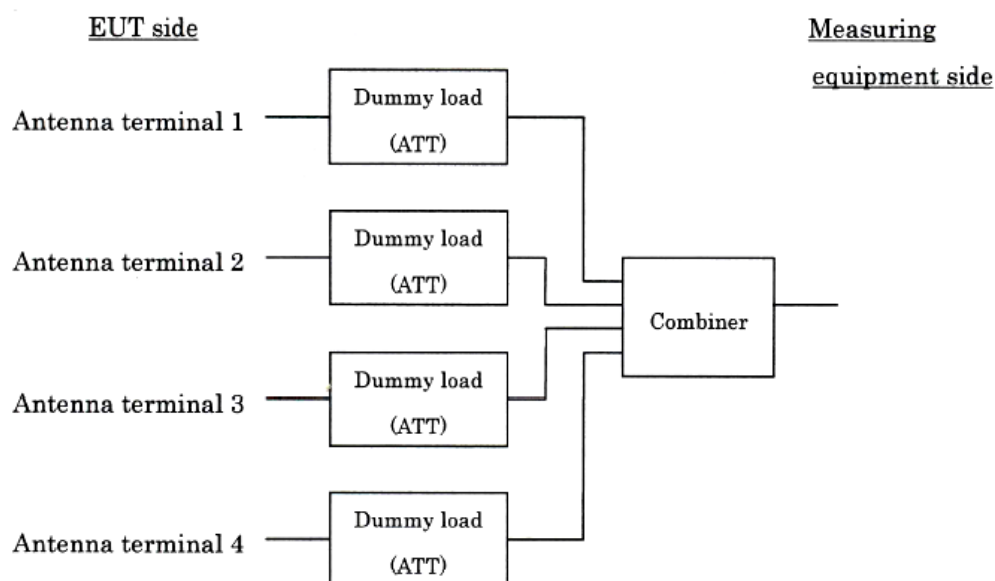 EUT side
Measuring
equipment side
Antenna terminal 1
Dummy load
(ATT)
Antenna terminal 2
Dummy load
(ATT)
Antenna terminal 3
Dummy load
(ATT)
Antenna terminal 4
Dummy load
(ATT)
Combiner